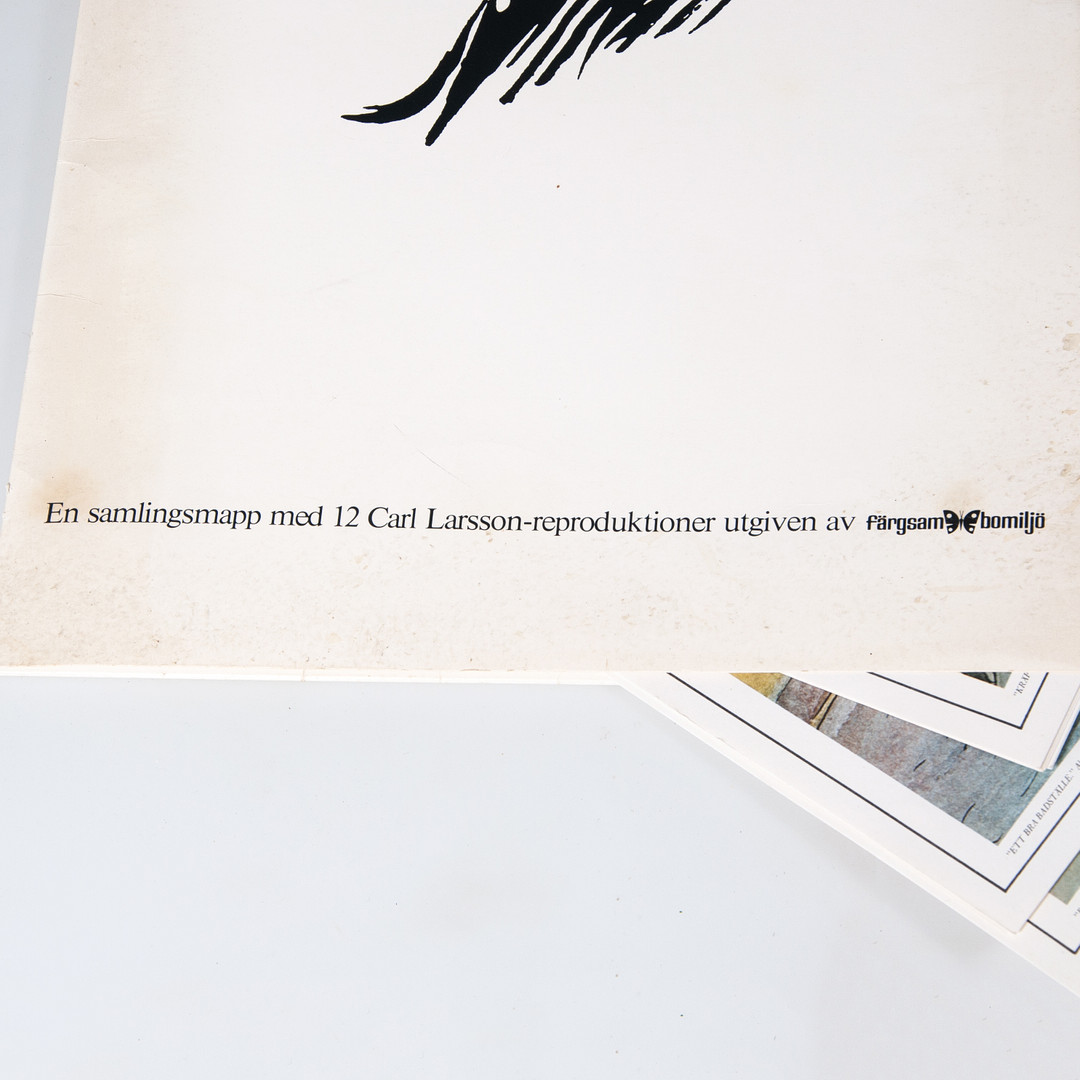 En samlingsmapp med 12 Carl Larsson-reproduktioner utgiven av färgsam bomiljö
"ETT BRA BADSTÄLLE."